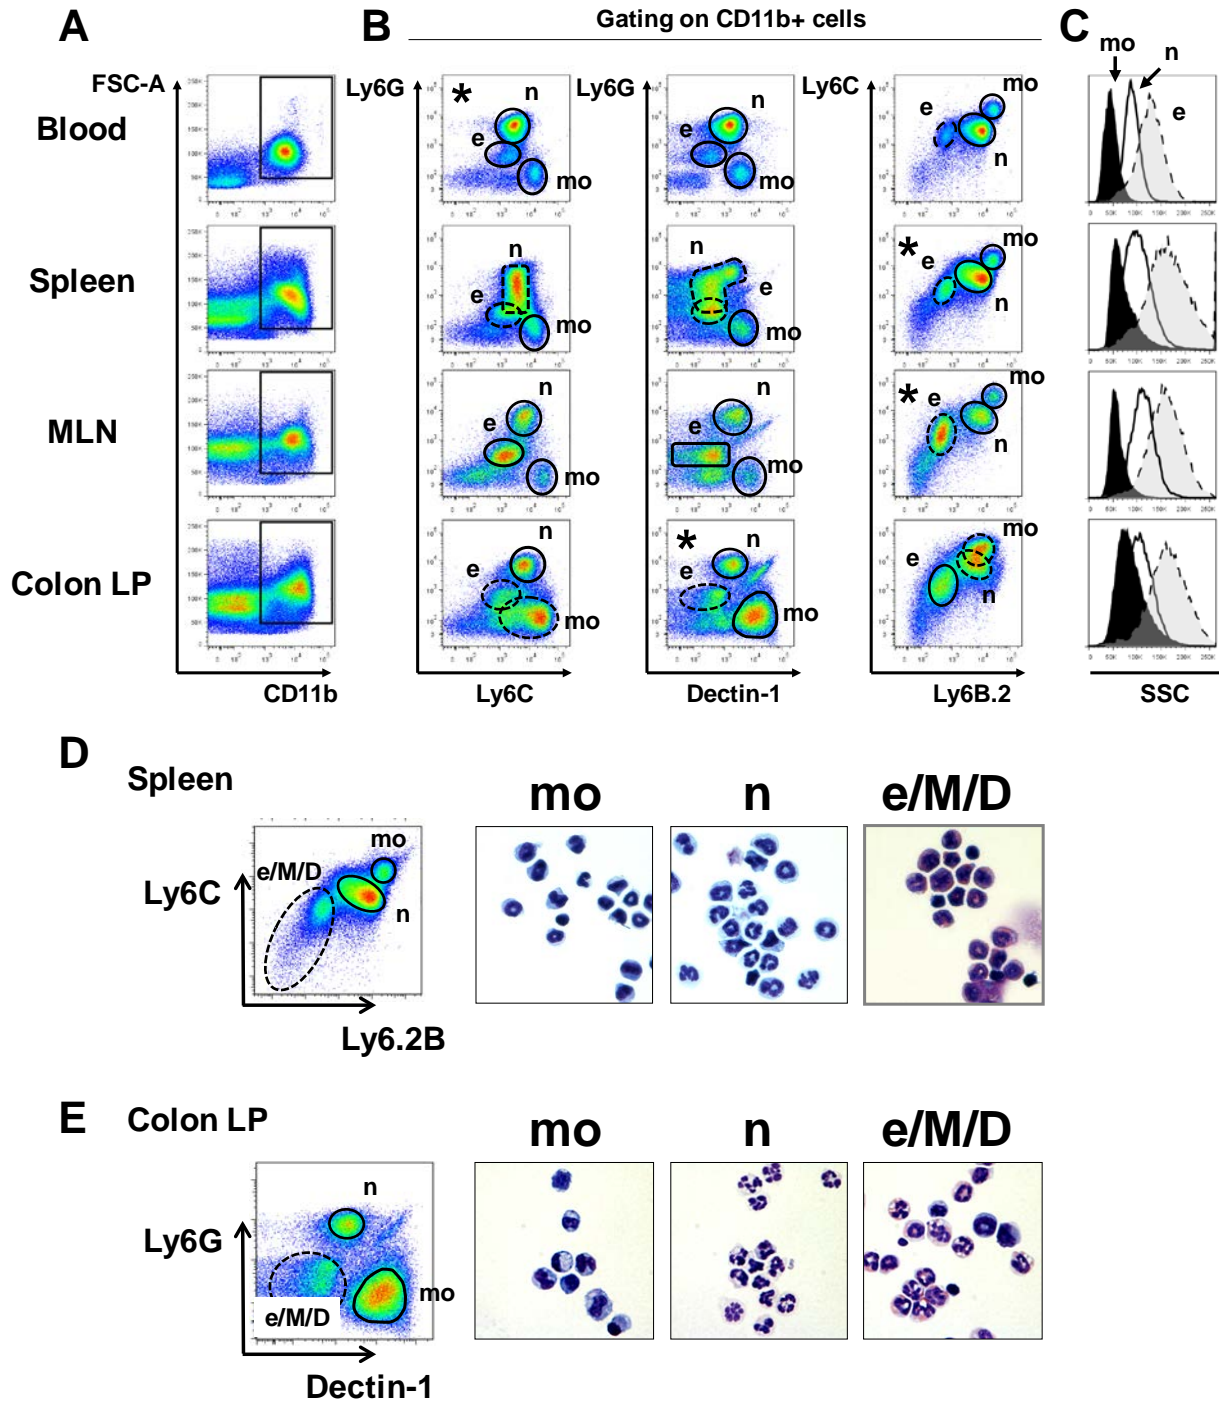 A
B
Gating on CD11b+ cells
C
FSC-A
Ly6G
Ly6G
Ly6C
mo
n
Blood
*
n
e
mo
n
e
mo
mo
e
n
e
Spleen
n
e
mo
n
e
mo
*
mo
e
n
MLN
n
e
mo
n
e
mo
*
mo
e
n
Colon LP
n
e
mo
*
n
e
mo
mo
e
n
CD11b
Ly6C
Dectin-1
Ly6B.2
SSC
D
Spleen
mo
n
e/M/D
mo
e/M/D
n
Ly6C
Ly6.2B
E
Colon LP
mo
n
e/M/D
n
Ly6G
mo
e/M/D
Dectin-1